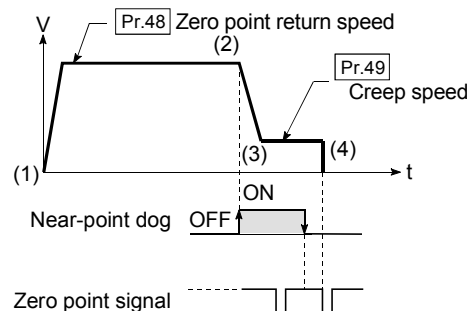 V
Pr.48 Zero point return speed
(2)
Pr.49
Creep speed
(1)
(3)
(4)
t
ON
Near-point dog OFF
Zero point signal